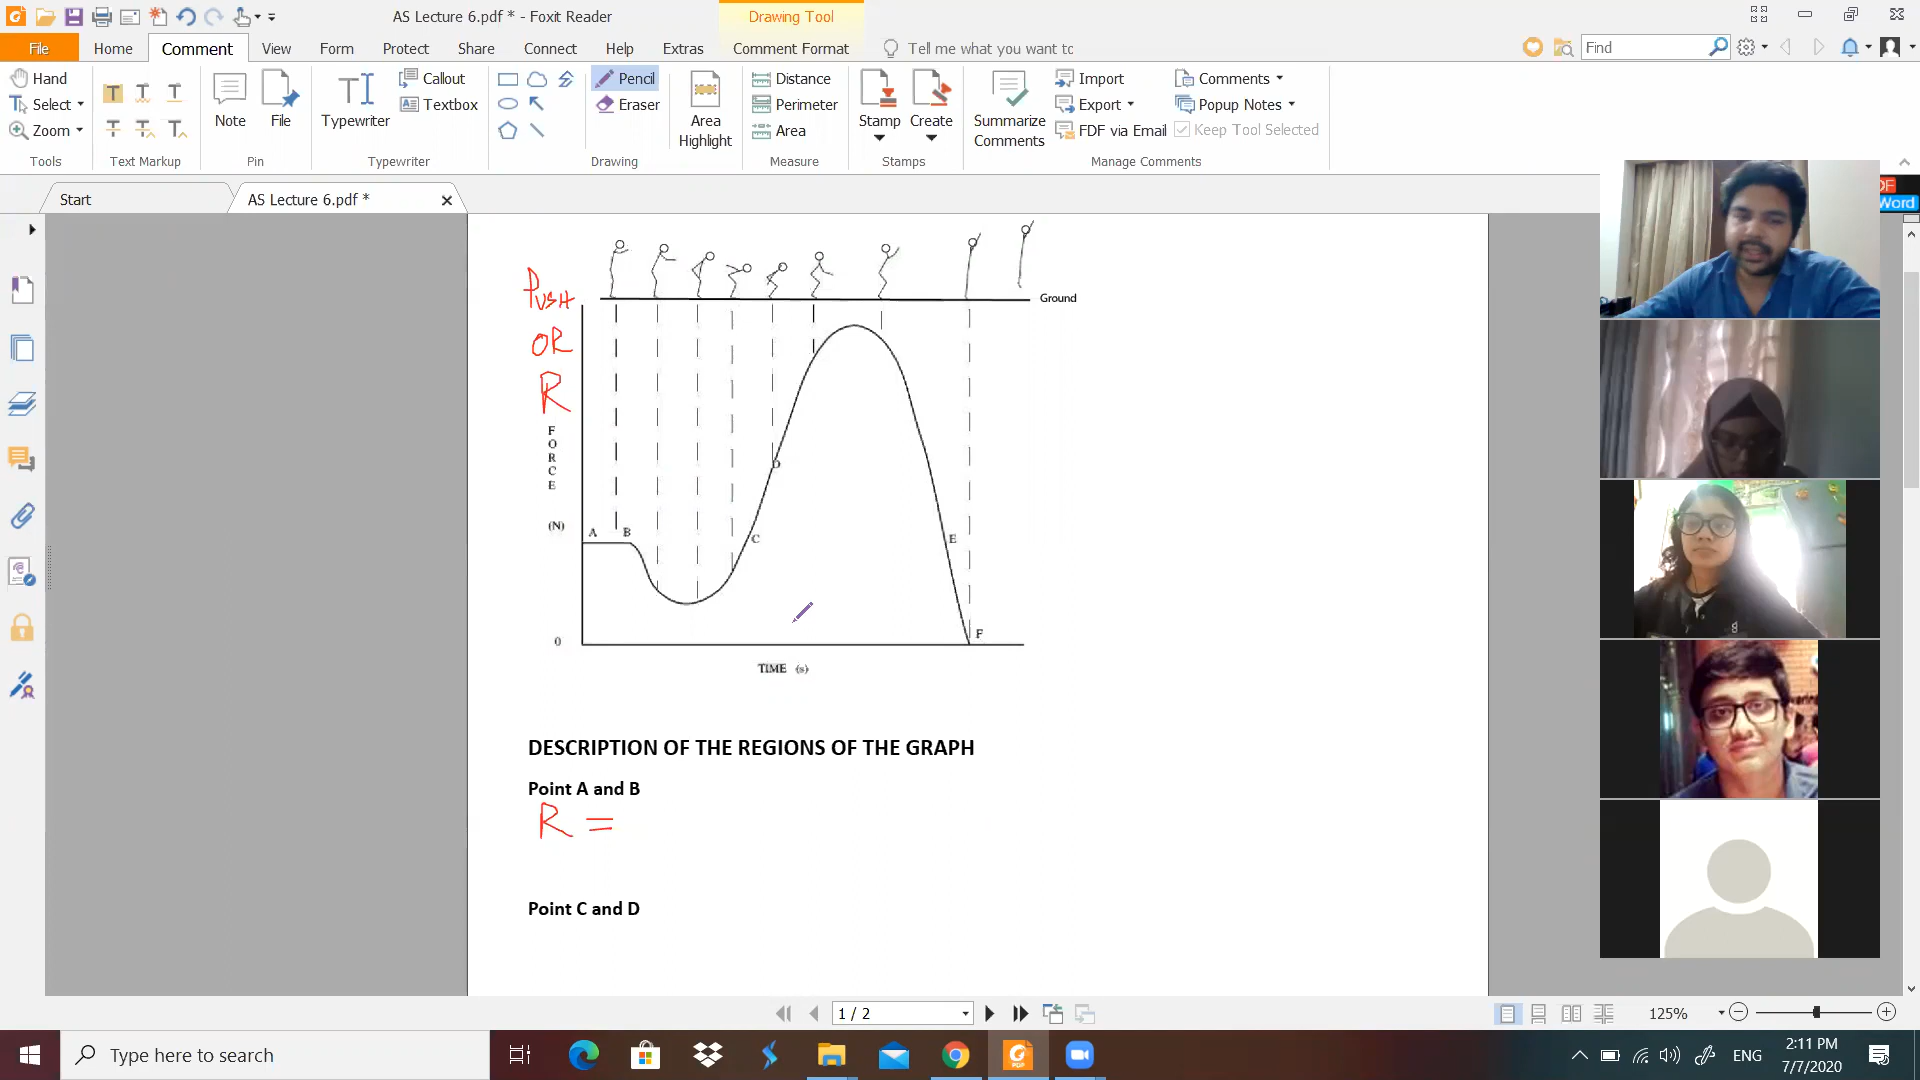 AS Lecture 6.pdf * - Foxit Reader
Drawing Tool
File
Home
Comment
View
Form
Protect
Share
Connect
Help
Extras
Comment Format
Tell me what you want to
Find
Hand
Select
Zoom
Tools
Text Markup
Note
File
Pin
Typewriter
Callout
Textbox
Typewriter
Pencil
Eraser
Drawing
Area
Highlight
Distance
Perimeter
Area
Measure
Stamp
Create
Stamps
Summarize
Comments
Import
Export
FDF via Email
Comments
Popup Notes
Keep Tool Selected
Manage Comments
Start
AS Lecture 6.pdf *
Word
Ground
PUSH
OR
R
FORCE
(N)
A
B
C
D
E
F
0
TIME (s)
DESCRIPTION OF THE REGIONS OF THE GRAPH
Point A and B
R =
Point C and D
1 / 2
125%
Type here to search
ENG
2:11 PM
7/7/2020